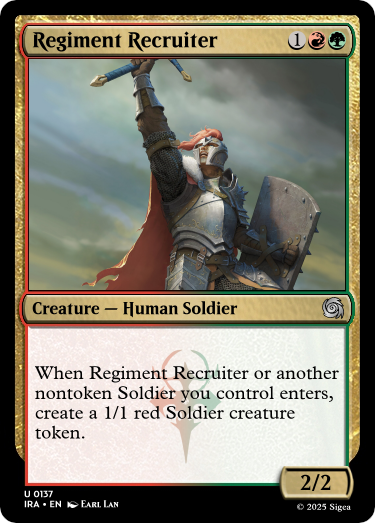 Regiment Recruiter 1
Creature — Human Soldier
When Regiment Recruiter or another
nontoken Soldier you control enters,
create a 1/1 red Soldier creature
token.
2/2
U 0137
IRA • EN Earl Lan
© 2025 Sigea